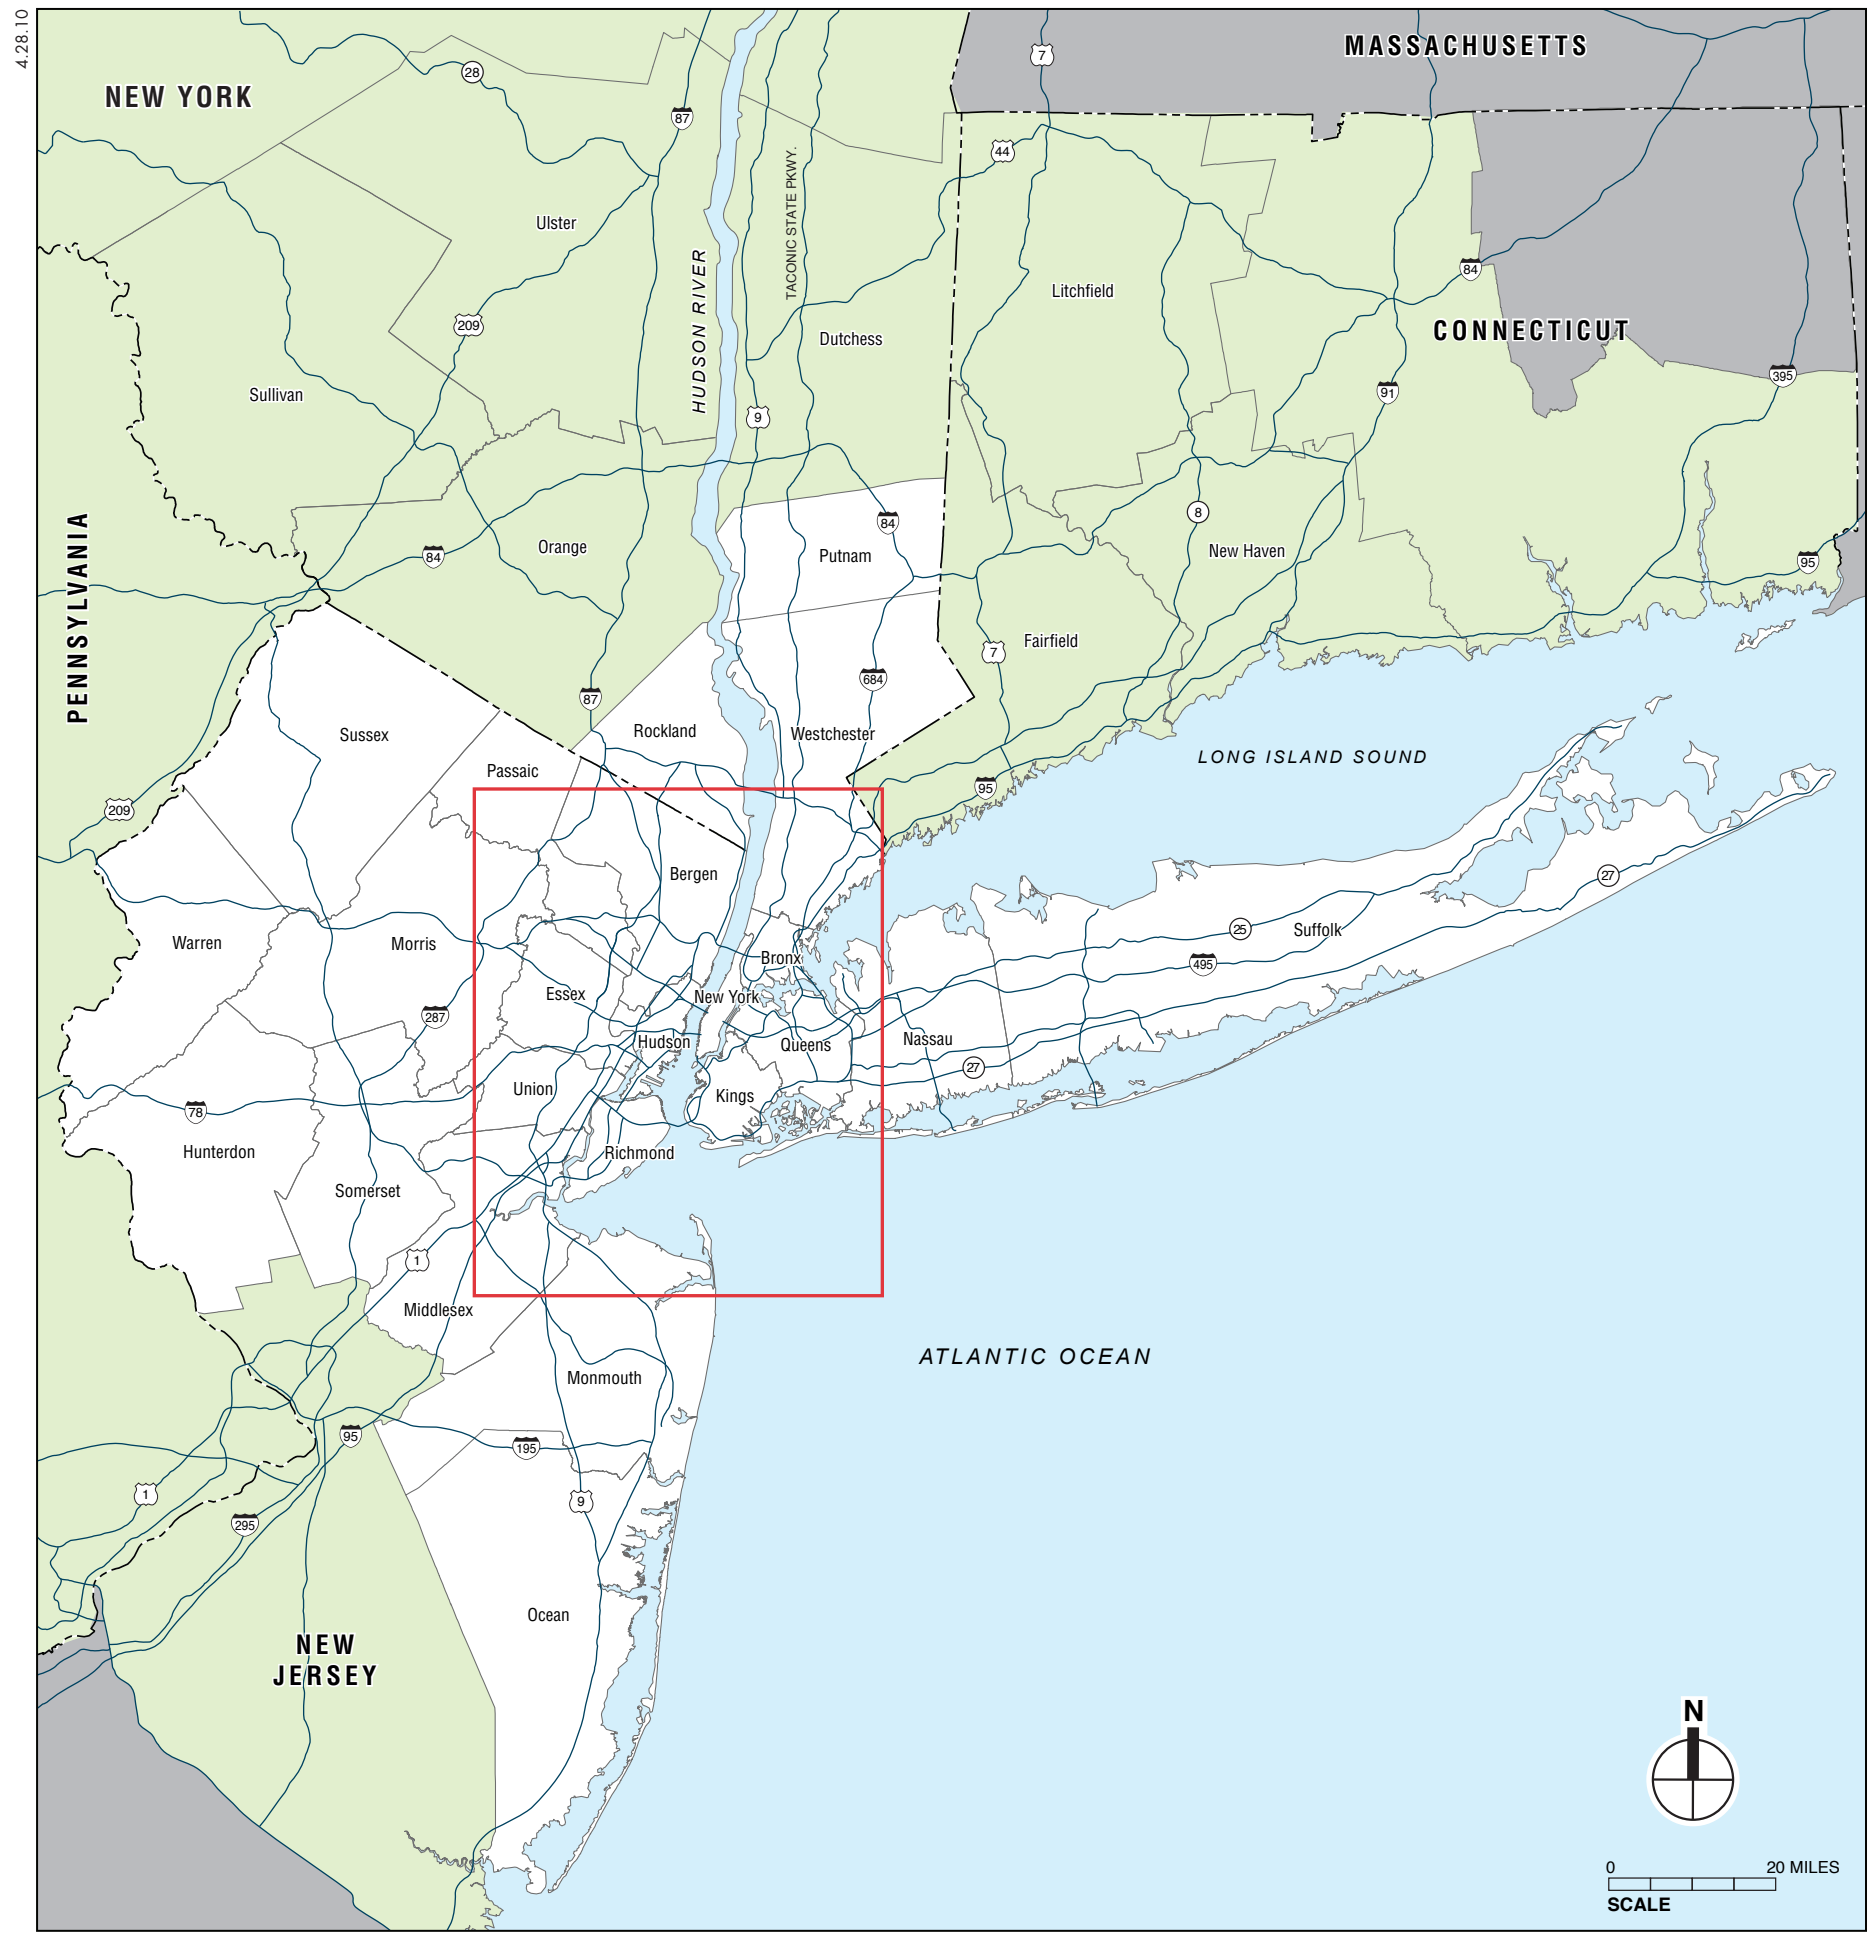 4.28.10
MASSACHUSETTS
7
28
NEW YORK
87
44
TACONIC STATE PKWY.
Ulster
HUDSON RIVER
84
Litchfield
209
CONNECTICUT
Dutchess
395
Sullivan
91
9
8
84
PENNSYLVANIA
Orange
84
Putnam
New Haven
95
Fairfield
7
684
87
Sussex
Rockland
Westchester
LONG ISLAND SOUND
Passaic
95
209
Bergen
27
25
Suffolk
Warren
Morris
Bronx
495
Essex
New York
287
Hudson
Queens
Nassau
27
Union
Kings
78
Hunterdon
Richmond
Somerset
1
Middlesex
ATLANTIC OCEAN
Monmouth
95
195
1
9
295
Ocean
NEW
JERSEY
N
0
20 MILES
SCALE